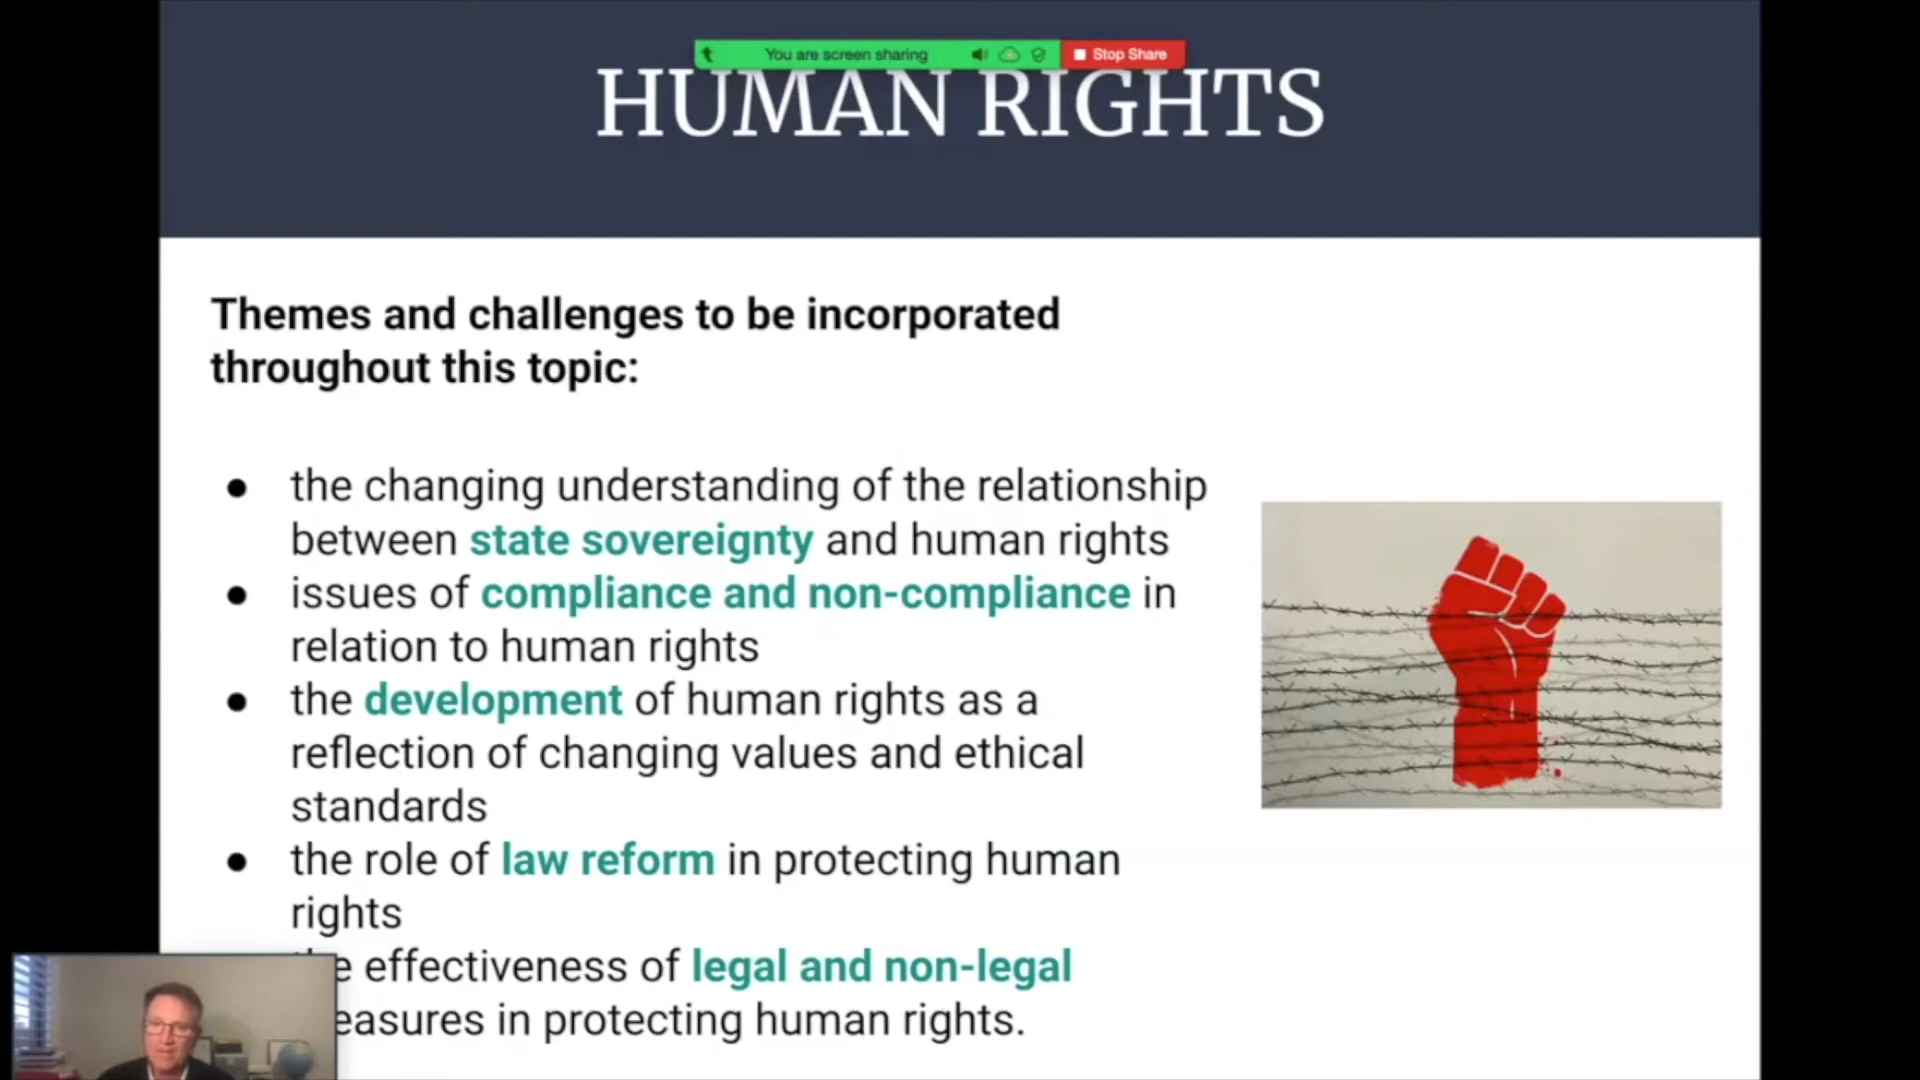 You are screen sharing
Stop Share
HUMAN RIGHTS
Themes and challenges to be incorporated
throughout this topic:
● the changing understanding of the relationship
between state sovereignty and human rights
● issues of compliance and non-compliance in
relation to human rights
● the development of human rights as a
reflection of changing values and ethical
standards
● the role of law reform in protecting human
rights
effectiveness of legal and non-legal
in protecting human rights.